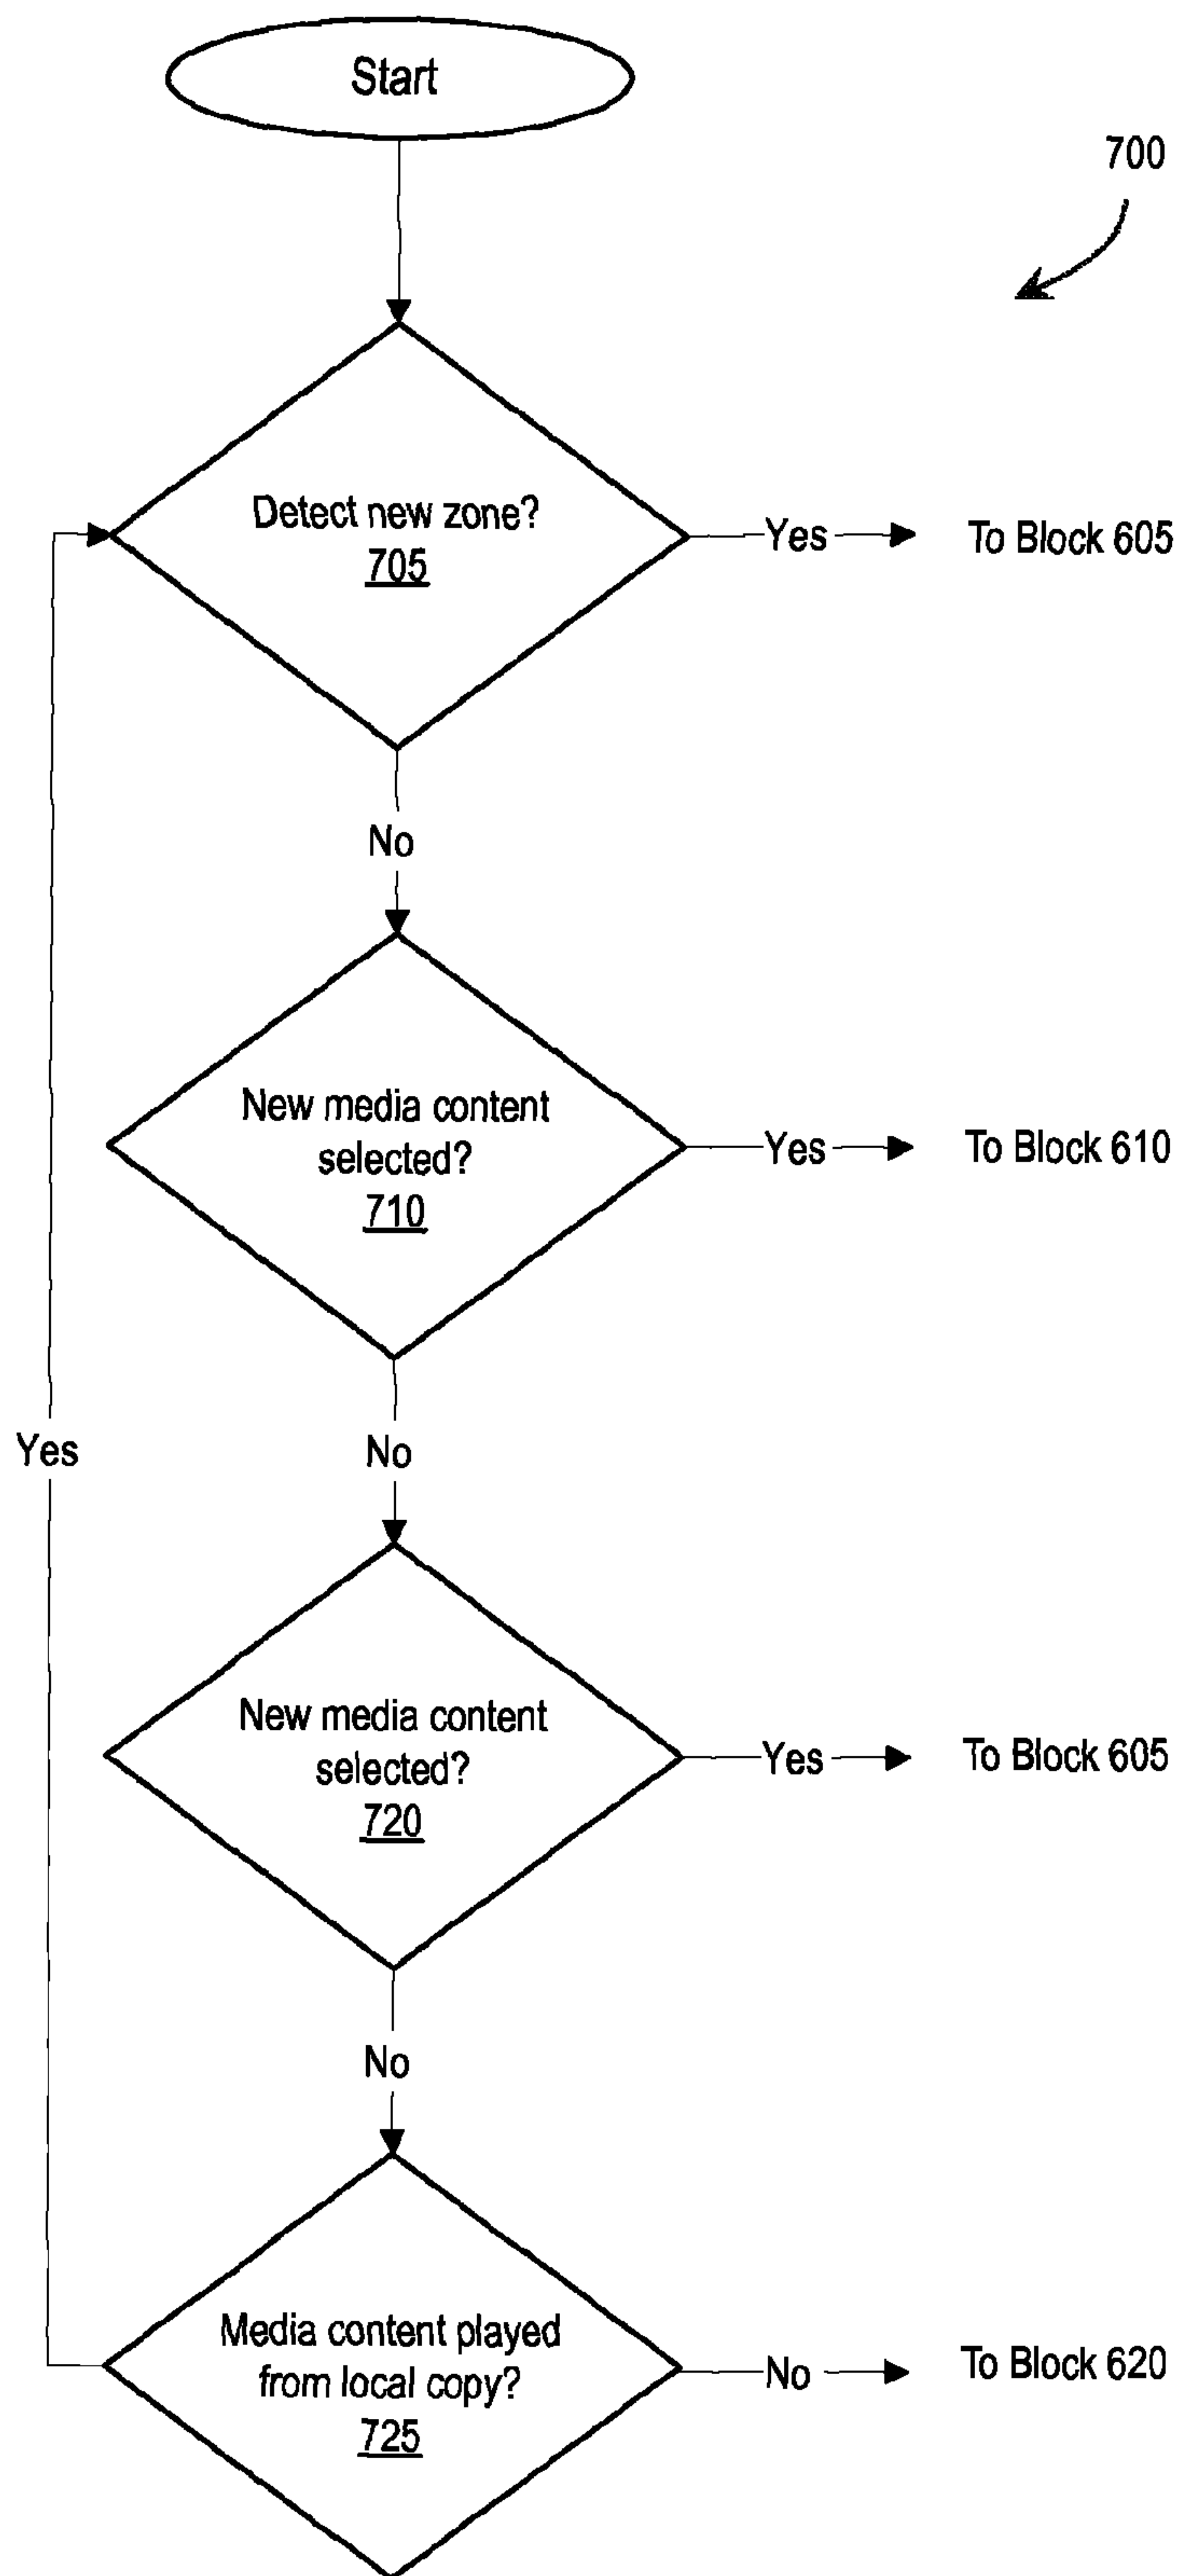 Start
700
Detect new zone?
705
Yes
To Block 605
No
New media content
selected?
710
Yes
To Block 610
Yes
No
New media content
selected?
720
Yes
To Block 605
No
Media content played
from local copy?
725
No
To Block 620